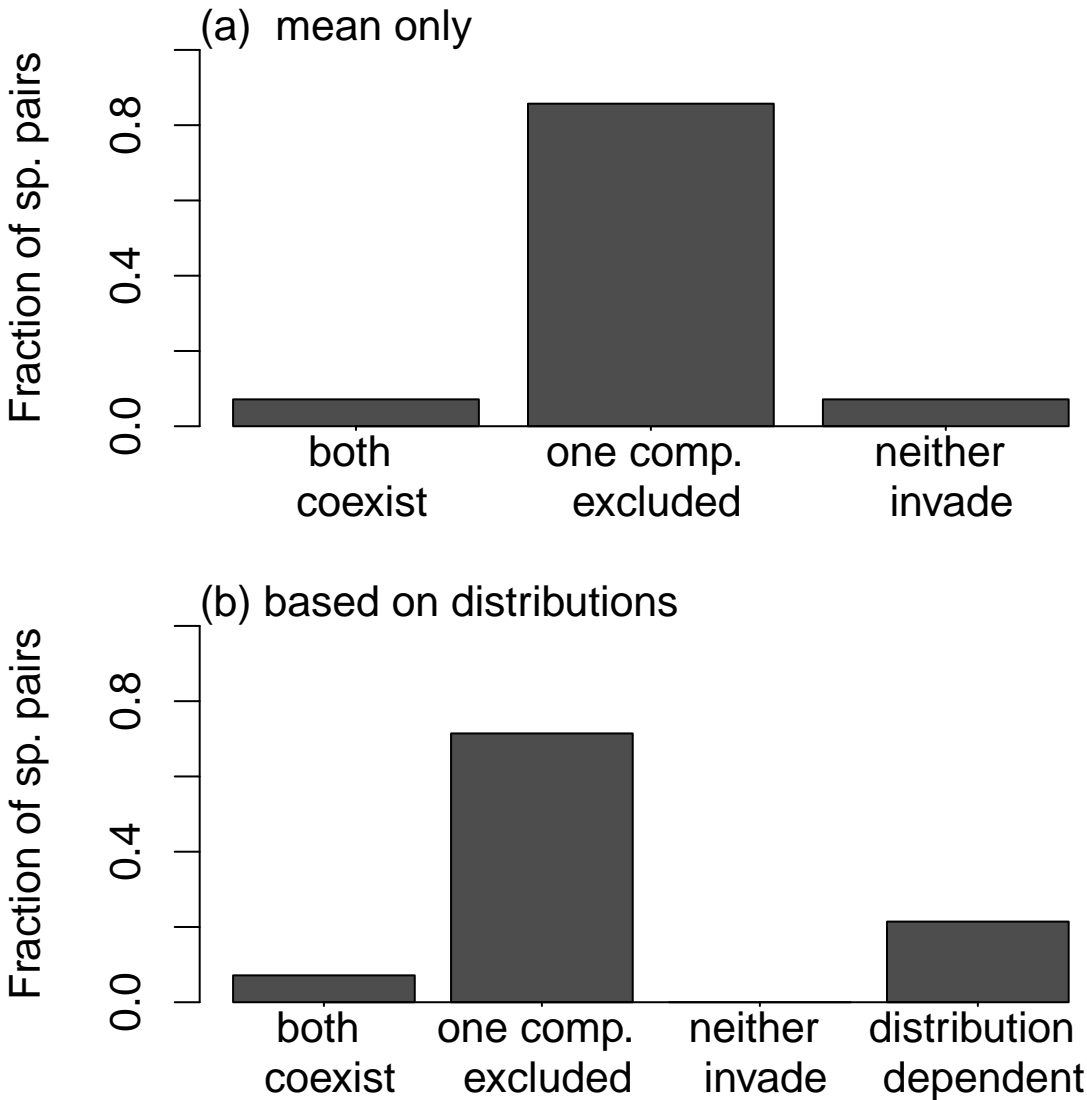 (a) mean only
Fraction of sp. pairs
0.8
0.4
0.0
both
coexist
one comp.
excluded
neither
invade
(b) based on distributions
Fraction of sp. pairs
0.8
0.4
0.0
both
coexist
one comp.
excluded
neither
invade
distribution
dependent